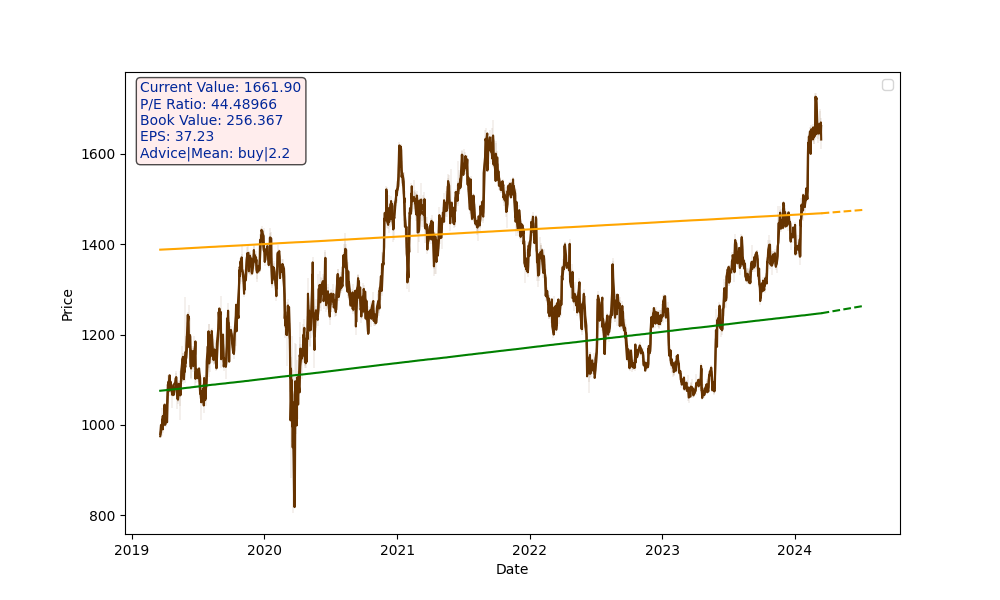 Current Value: 1661.90
P/E Ratio: 44.48966
Book Value: 256.367
EPS: 37.23
Advice|Mean: buy|2.2
Price
1600
1400
1200
1000
800
2019 2020 2021 2022 2023 2024
Date